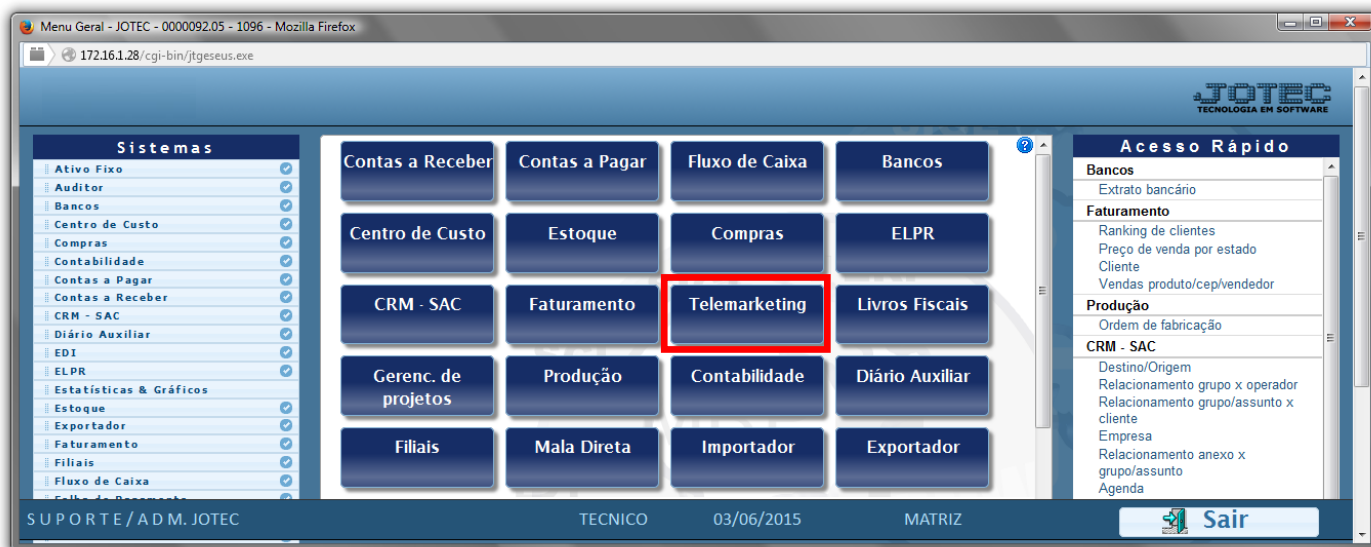 Menu Geral - JOTEC - 0000092.05 - 1096 - Mozilla Firefox
172.16.1.28/cgi-bin/jtgeseus.exe
JOTEC
TECNOLOGIA EM SOFTWARE
Sistemas
Ativo Fixo
Auditor
Bancos
Centro de Custo
Compras
Contabilidade
Contas a Pagar
Contas a Receber
CRM - SAC
Diário Auxiliar
EDI
ELPR
Estatísticas & Gráficos
Estoque
Exportador
Faturamento
Filiais
Fluxo de Caixa
Contas a Receber
Contas a Pagar
Fluxo de Caixa
Bancos
Centro de Custo
Estoque
Compras
ELPR
CRM - SAC
Faturamento
Telemarketing
Livros Fiscais
Gerenc. de
projetos
Produção
Contabilidade
Diário Auxiliar
Filiais
Mala Direta
Importador
Exportador
Acesso Rápido
Bancos
Extrato bancário
Faturamento
Ranking de clientes
Preço de venda por estado
Cliente
Vendas produto/cep/vendedor
Produção
Ordem de fabricação
CRM - SAC
Destino/Origem
Relacionamento grupo x operador
Relacionamento grupo/assunto x
cliente
Empresa
Relacionamento anexo x
grupo/assunto
Agenda
SUPORTE/ADM. JOTEC
TECNICO
03/06/2015
MATRIZ
Sair